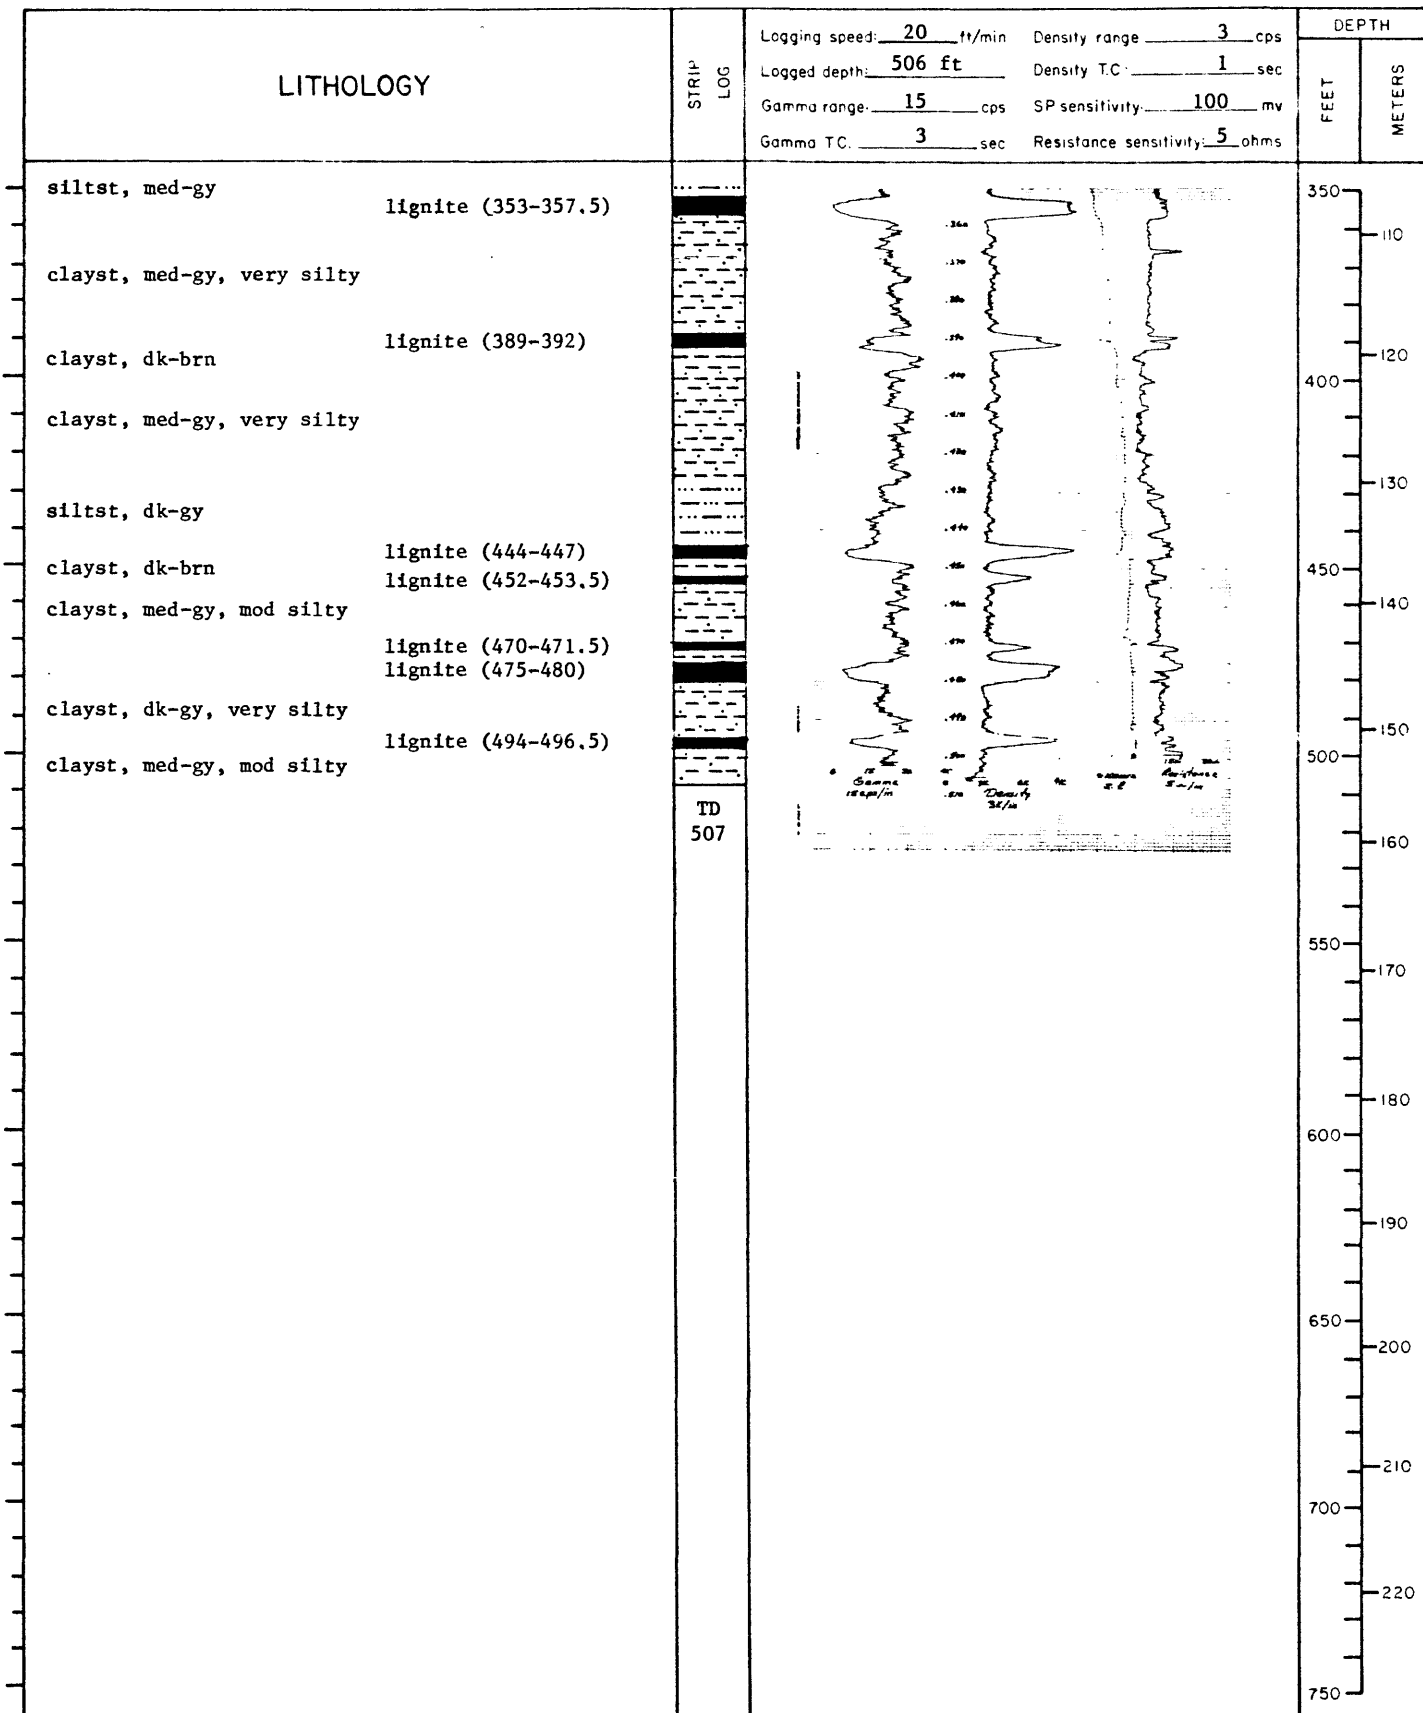 LITHOLOGY
STRIP LOG
Logging speed: 20 ft/min Density range 3 cps
Logged depth: 506 ft Density T.C. 1 sec
Gamma range. 15 cps SP sensitivity. 100 mv
Gamma T.C. 3 sec Resistance sensitivity: 5 ohms
DEPTH
FEET
METERS
siltst, med-gy
lignite (353-357.5)
clayst, med-gy, very silty
lignite (389-392)
clayst, dk-brn
clayst, med-gy, very silty
siltst, dk-gy
lignite (444-447)
clayst, dk-brn
lignite (452-453.5)
clayst, med-gy, mod silty
lignite (470-471.5)
lignite (475-480)
clayst, dk-gy, very silty
lignite (494-496.5)
clayst, med-gy, mod silty
TD
507
Gamma
15 cps/in
Density
Resistance
350
110
120
400
130
450
140
150
500
160
550
170
180
600
190
650
200
210
700
220
750